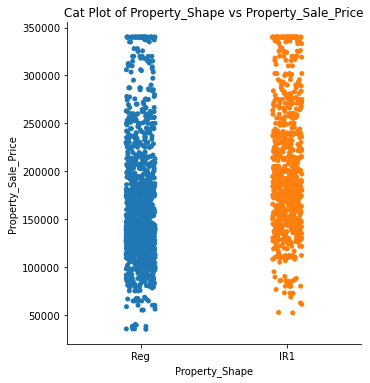 Cat Plot of Property_Shape vs Property_Sale_Price
350000
300000
250000
200000
150000
100000
50000
Property_Sale_Price
Reg IR1
Property_Shape